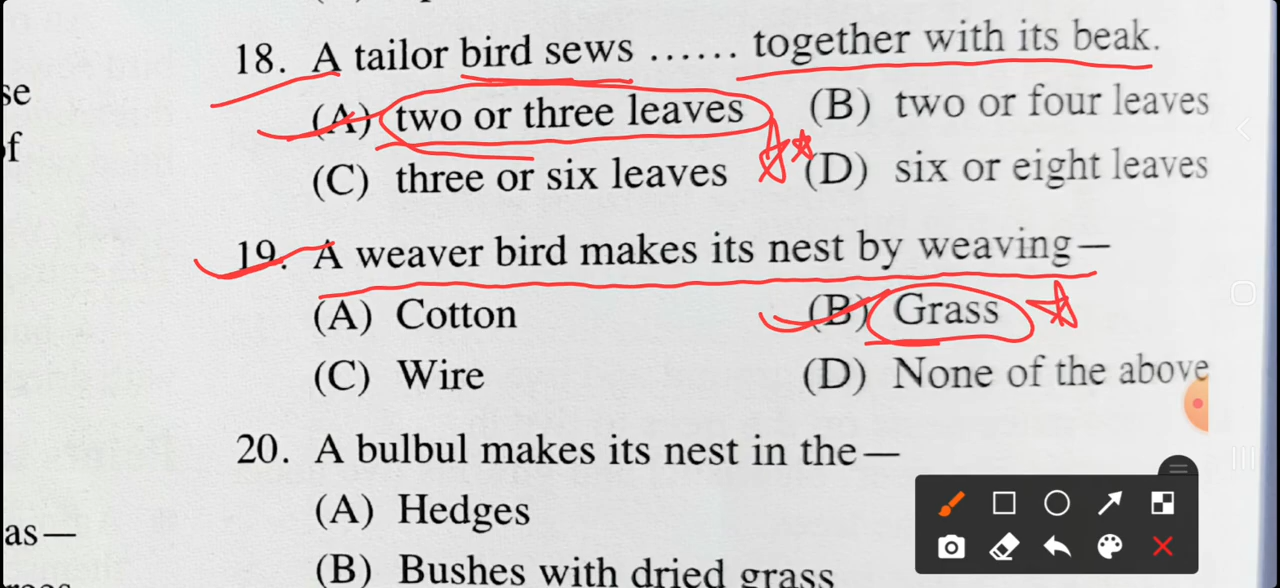 18. A tailor bird sews ...... together with its beak.
(A) two or three leaves (B) two or four leaves
se
of
(C) three or six leaves (D) six or eight leaves
19. A weaver bird makes its nest by weaving—
(A) Cotton (B) Grass
(C) Wire (D) None of the above
20. A bulbul makes its nest in the—
(A) Hedges
as—
(B) Bushes with dried grass